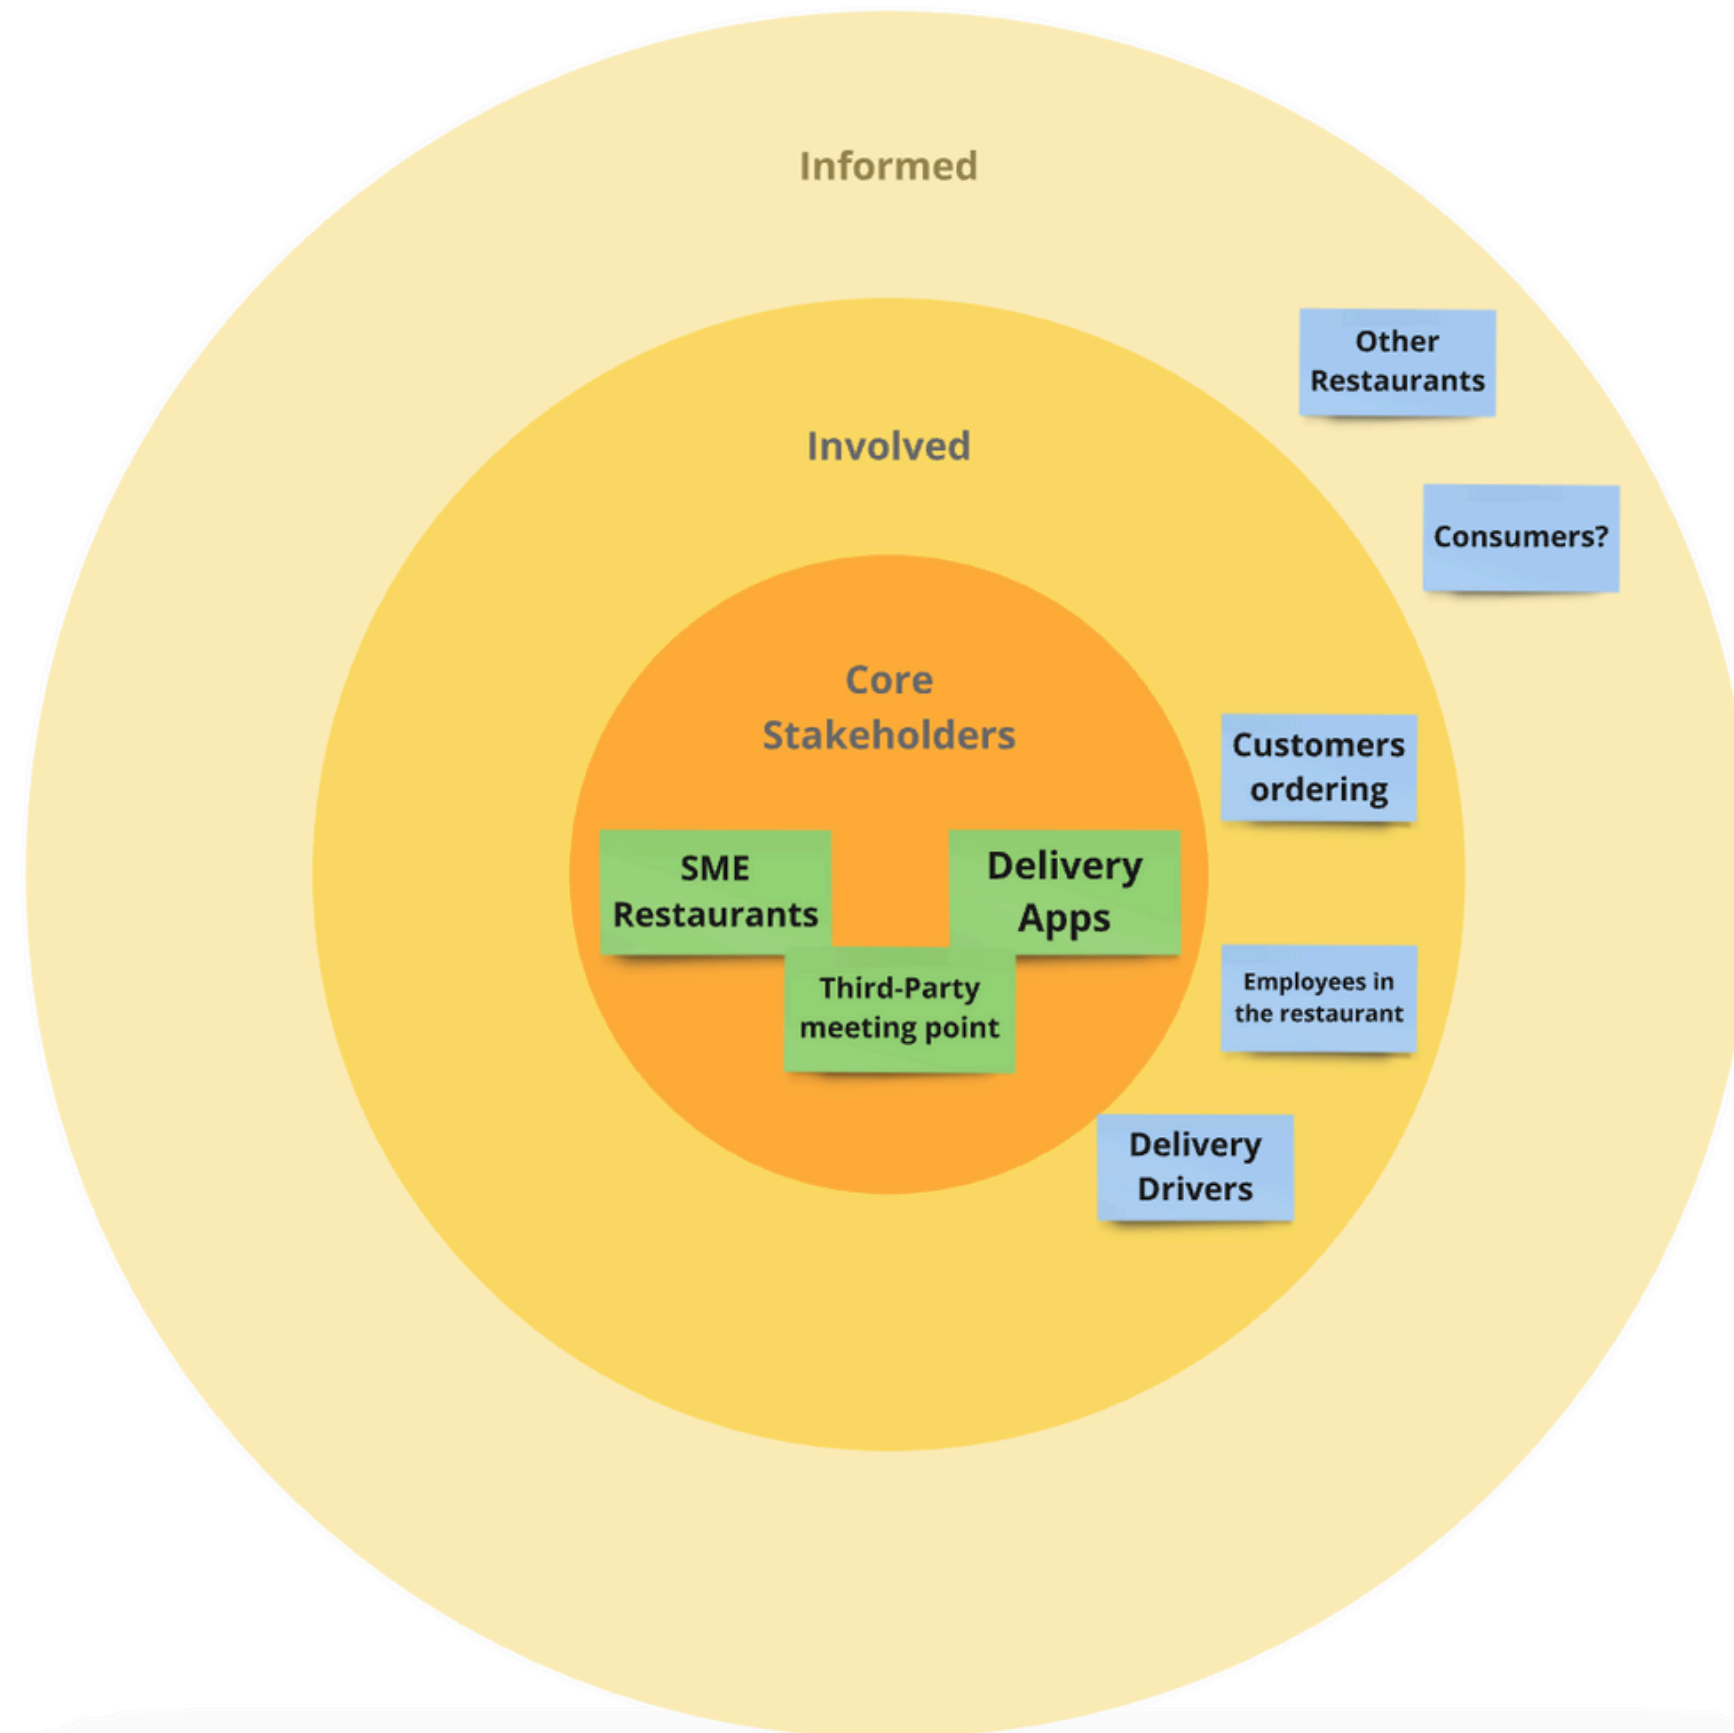 Informed
Other
Restaurants
Involved
Consumers?
Core
Stakeholders
Customers
ordering
SME
Restaurants
Delivery
Apps
Third-Party
meeting point
Employees in
the restaurant
Delivery
Drivers